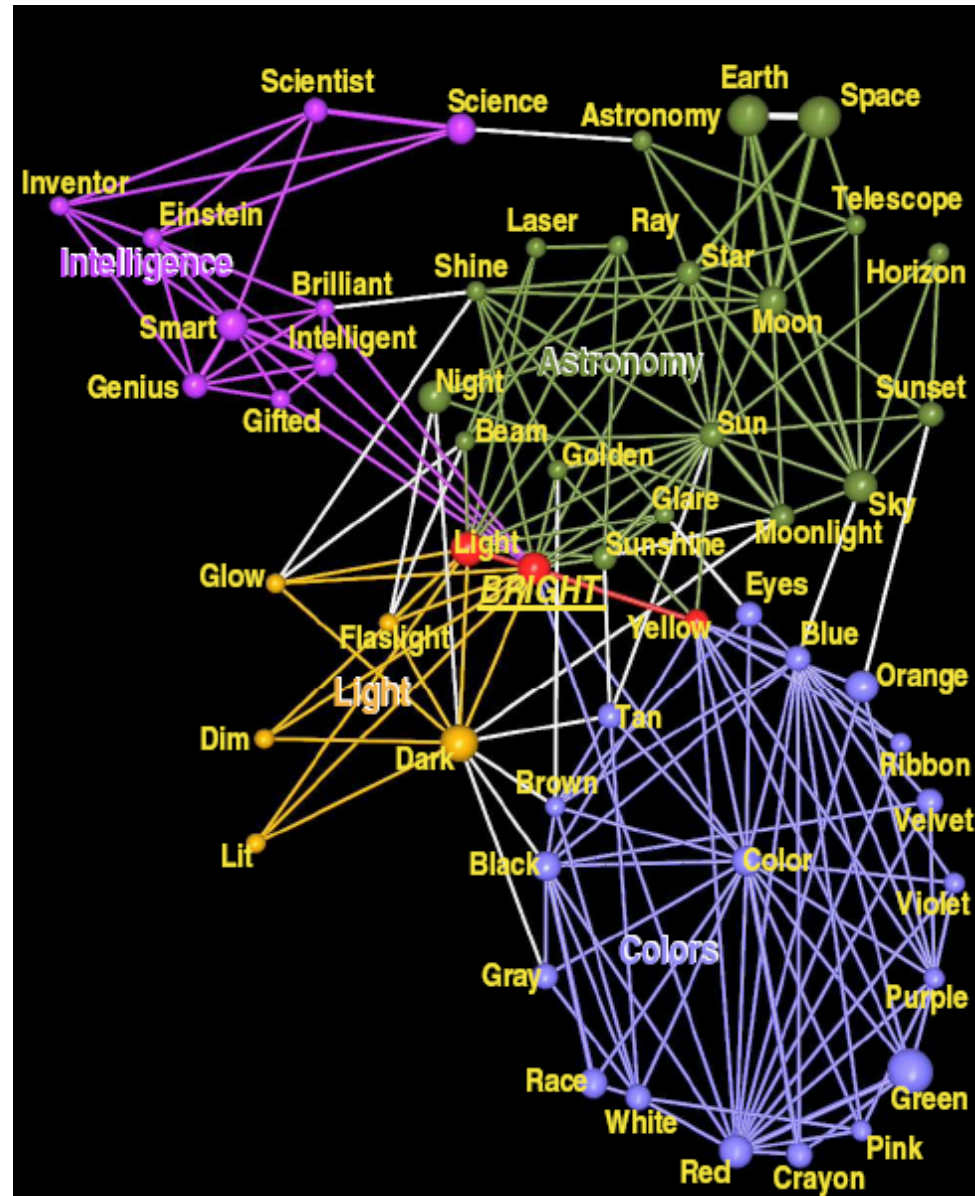 Scientist
Science
Earth
Space
Astronomy
Inventor
Einstein
Intelligence
Laser
Ray
Telescope
Shine
Star
Horizon
Brilliant
Smart
Intelligent
Moon
Astronomy
Genius
Gifted
Night
Sunset
Beam
Sun
Golden
Glare
Sky
Light
Sunshine
Moonlight
Glow
BRIGHT
Eyes
Flaslight
Yellow
Blue
Orange
Light
Tan
Dim
Dark
Ribbon
Brown
Velvet
Lit
Black
Color
Violet
Colors
Gray
Purple
Race
White
Green
Pink
Red
Crayon